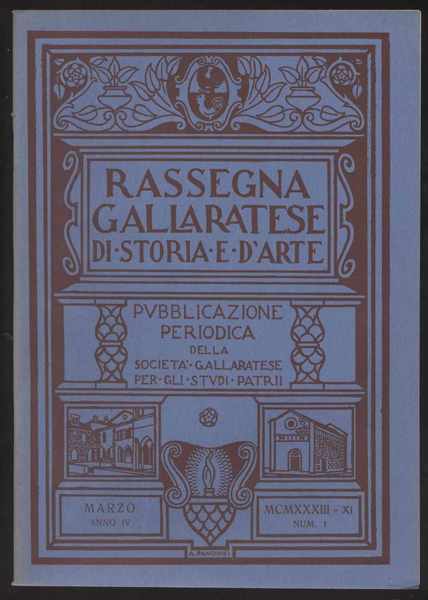 RASSEGNA
GALLARATESE
DI·STORIA·E·D'ARTE
PVBBLICAZIONE
PERIODICA
DELLA
SOCIETA'·GALLARATESE
PER·GLI·STVDI·PATRII
MARZO
ANNO IV
MCMXXXIII - XI
NUM. 1